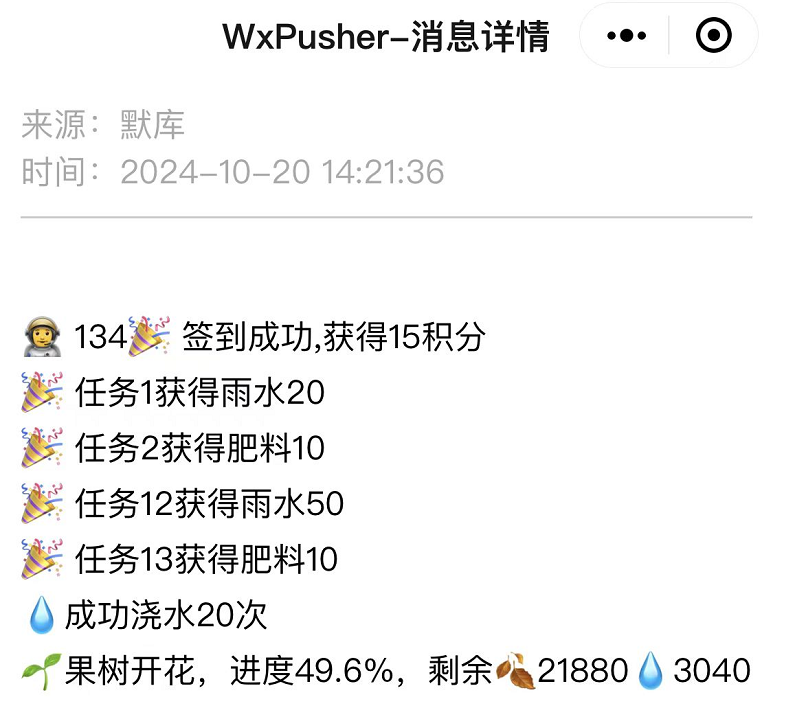 WxPusher-消息详情
来源：默库
时间：2024-10-20 14:21:36
134🎉 签到成功,获得15积分
🎉 任务1获得雨水20
🎉 任务2获得肥料10
🎉 任务12获得雨水50
🎉 任务13获得肥料10
💧成功浇水20次
🌱果树开花，进度49.6%，剩余🍂21880💧3040